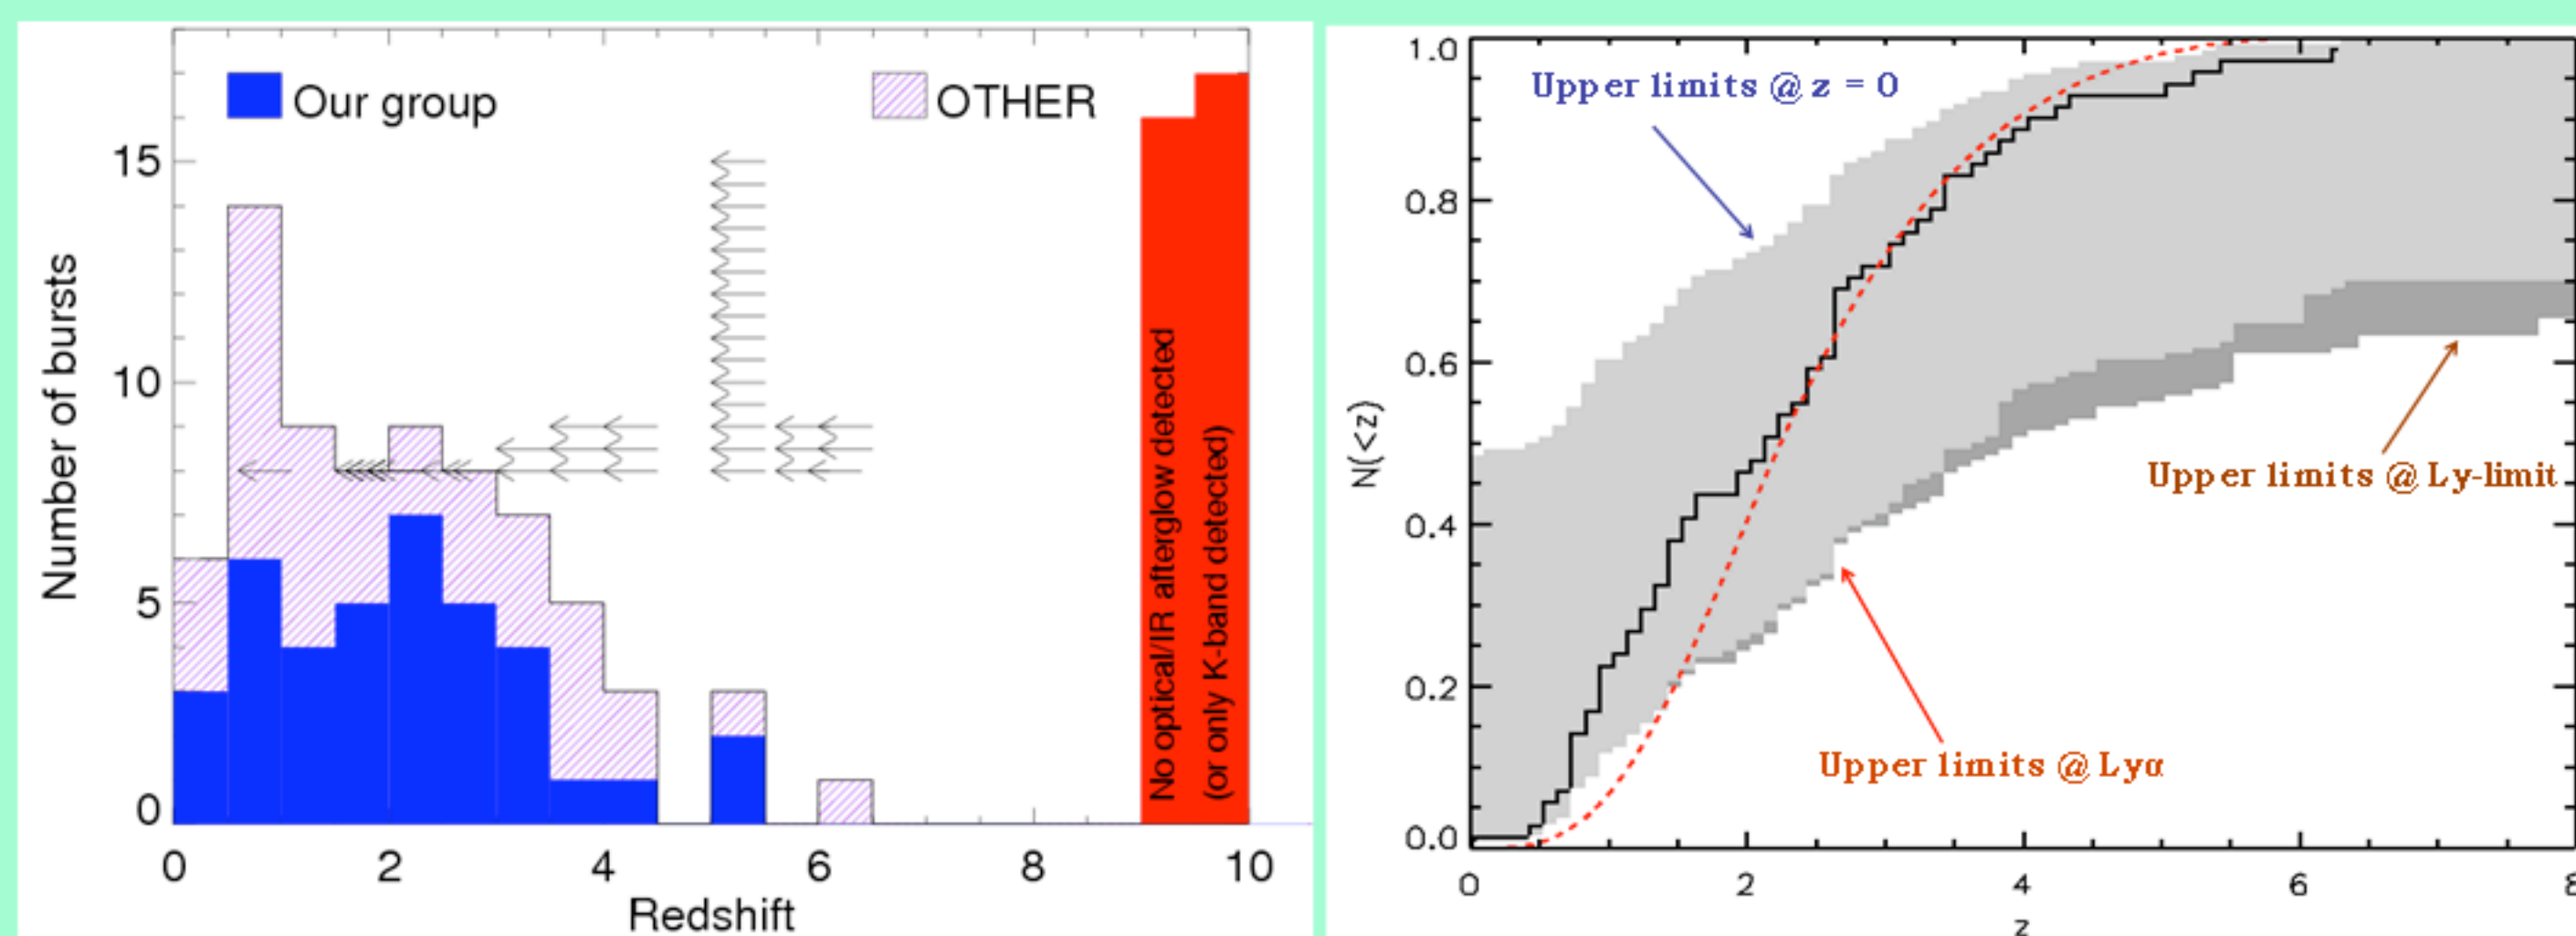 Our group
OTHER
15
10
5
0
Number of bursts
No optical/IR afterglow detected
(or only K-band detected)
0 2 4 6 8 10
Redshift
1.0
0.8
0.6
0.4
0.2
0.0
N(<z)
Upper limits @ z = 0
Upper limits @ Ly-limit
Upper limits @ Lyα
0 2 4 6 8
z